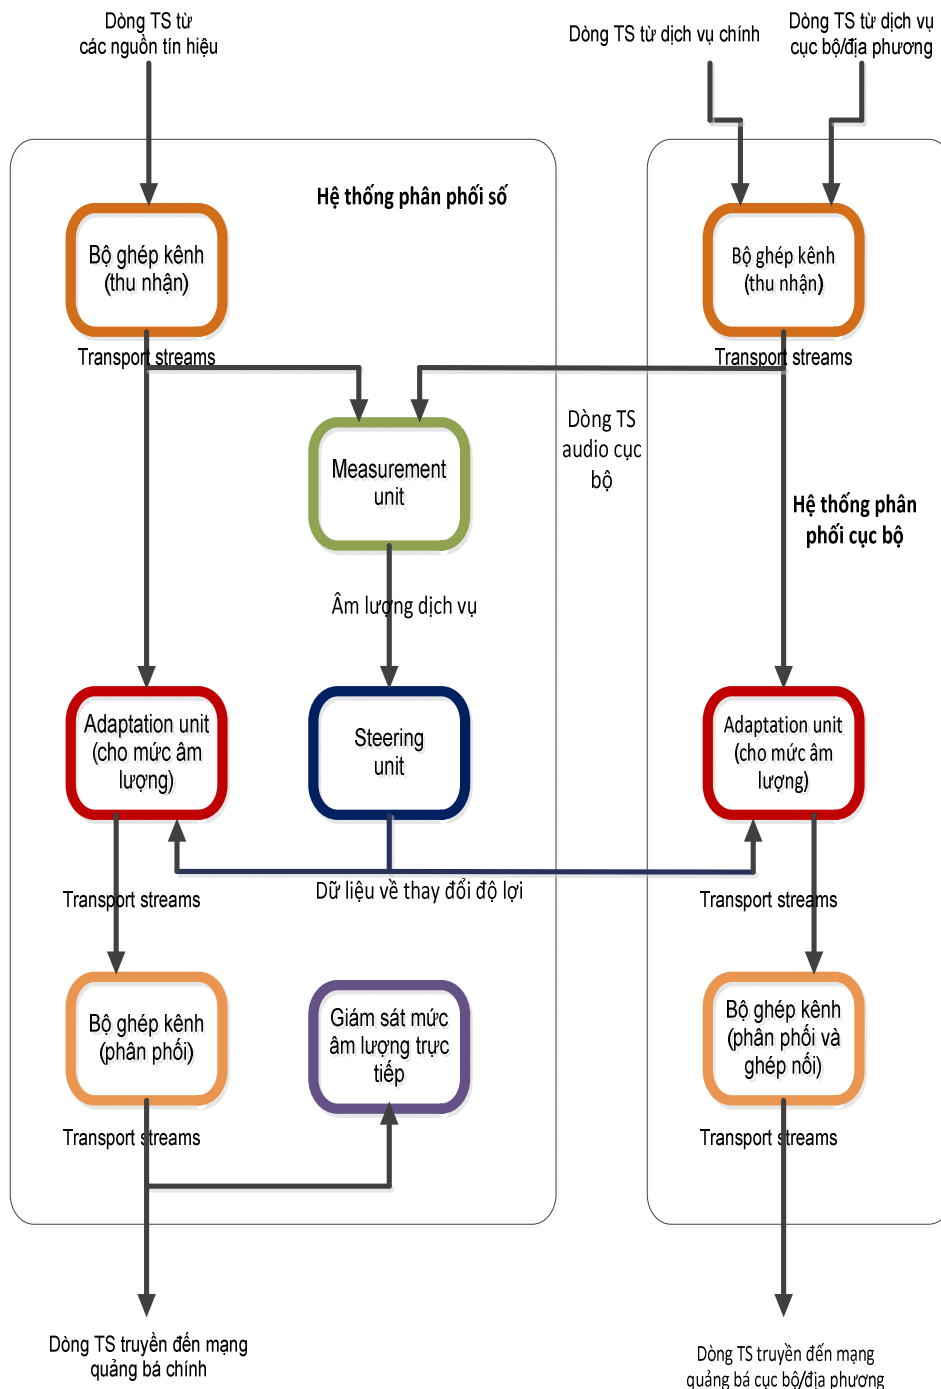 Dòng TS từ
các nguồn tín hiệu
Dòng TS từ dịch vụ chính
Dòng TS từ dịch vụ
cục bộ/địa phương
Hệ thống phân phối số
Bộ ghép kênh
(thu nhận)
Bộ ghép kênh
(thu nhận)
Transport streams
Transport streams
Measurement
unit
Dòng TS
audio cục
bộ
Hệ thống phân
phối cục bộ
Âm lượng dịch vụ
Adaptation unit
(cho mức âm
lượng)
Steering
unit
Adaptation unit
(cho mức âm
lượng)
Dữ liệu về thay đổi độ lợi
Transport streams
Transport streams
Bộ ghép kênh
(phân phối)
Giám sát mức
âm lượng trực
tiếp
Bộ ghép kênh
(phân phối và
ghép nối)
Transport streams
Transport streams
Dòng TS truyền đến mạng
quảng bá chính
Dòng TS truyền đến mạng
quảng bá cục bộ/địa phương